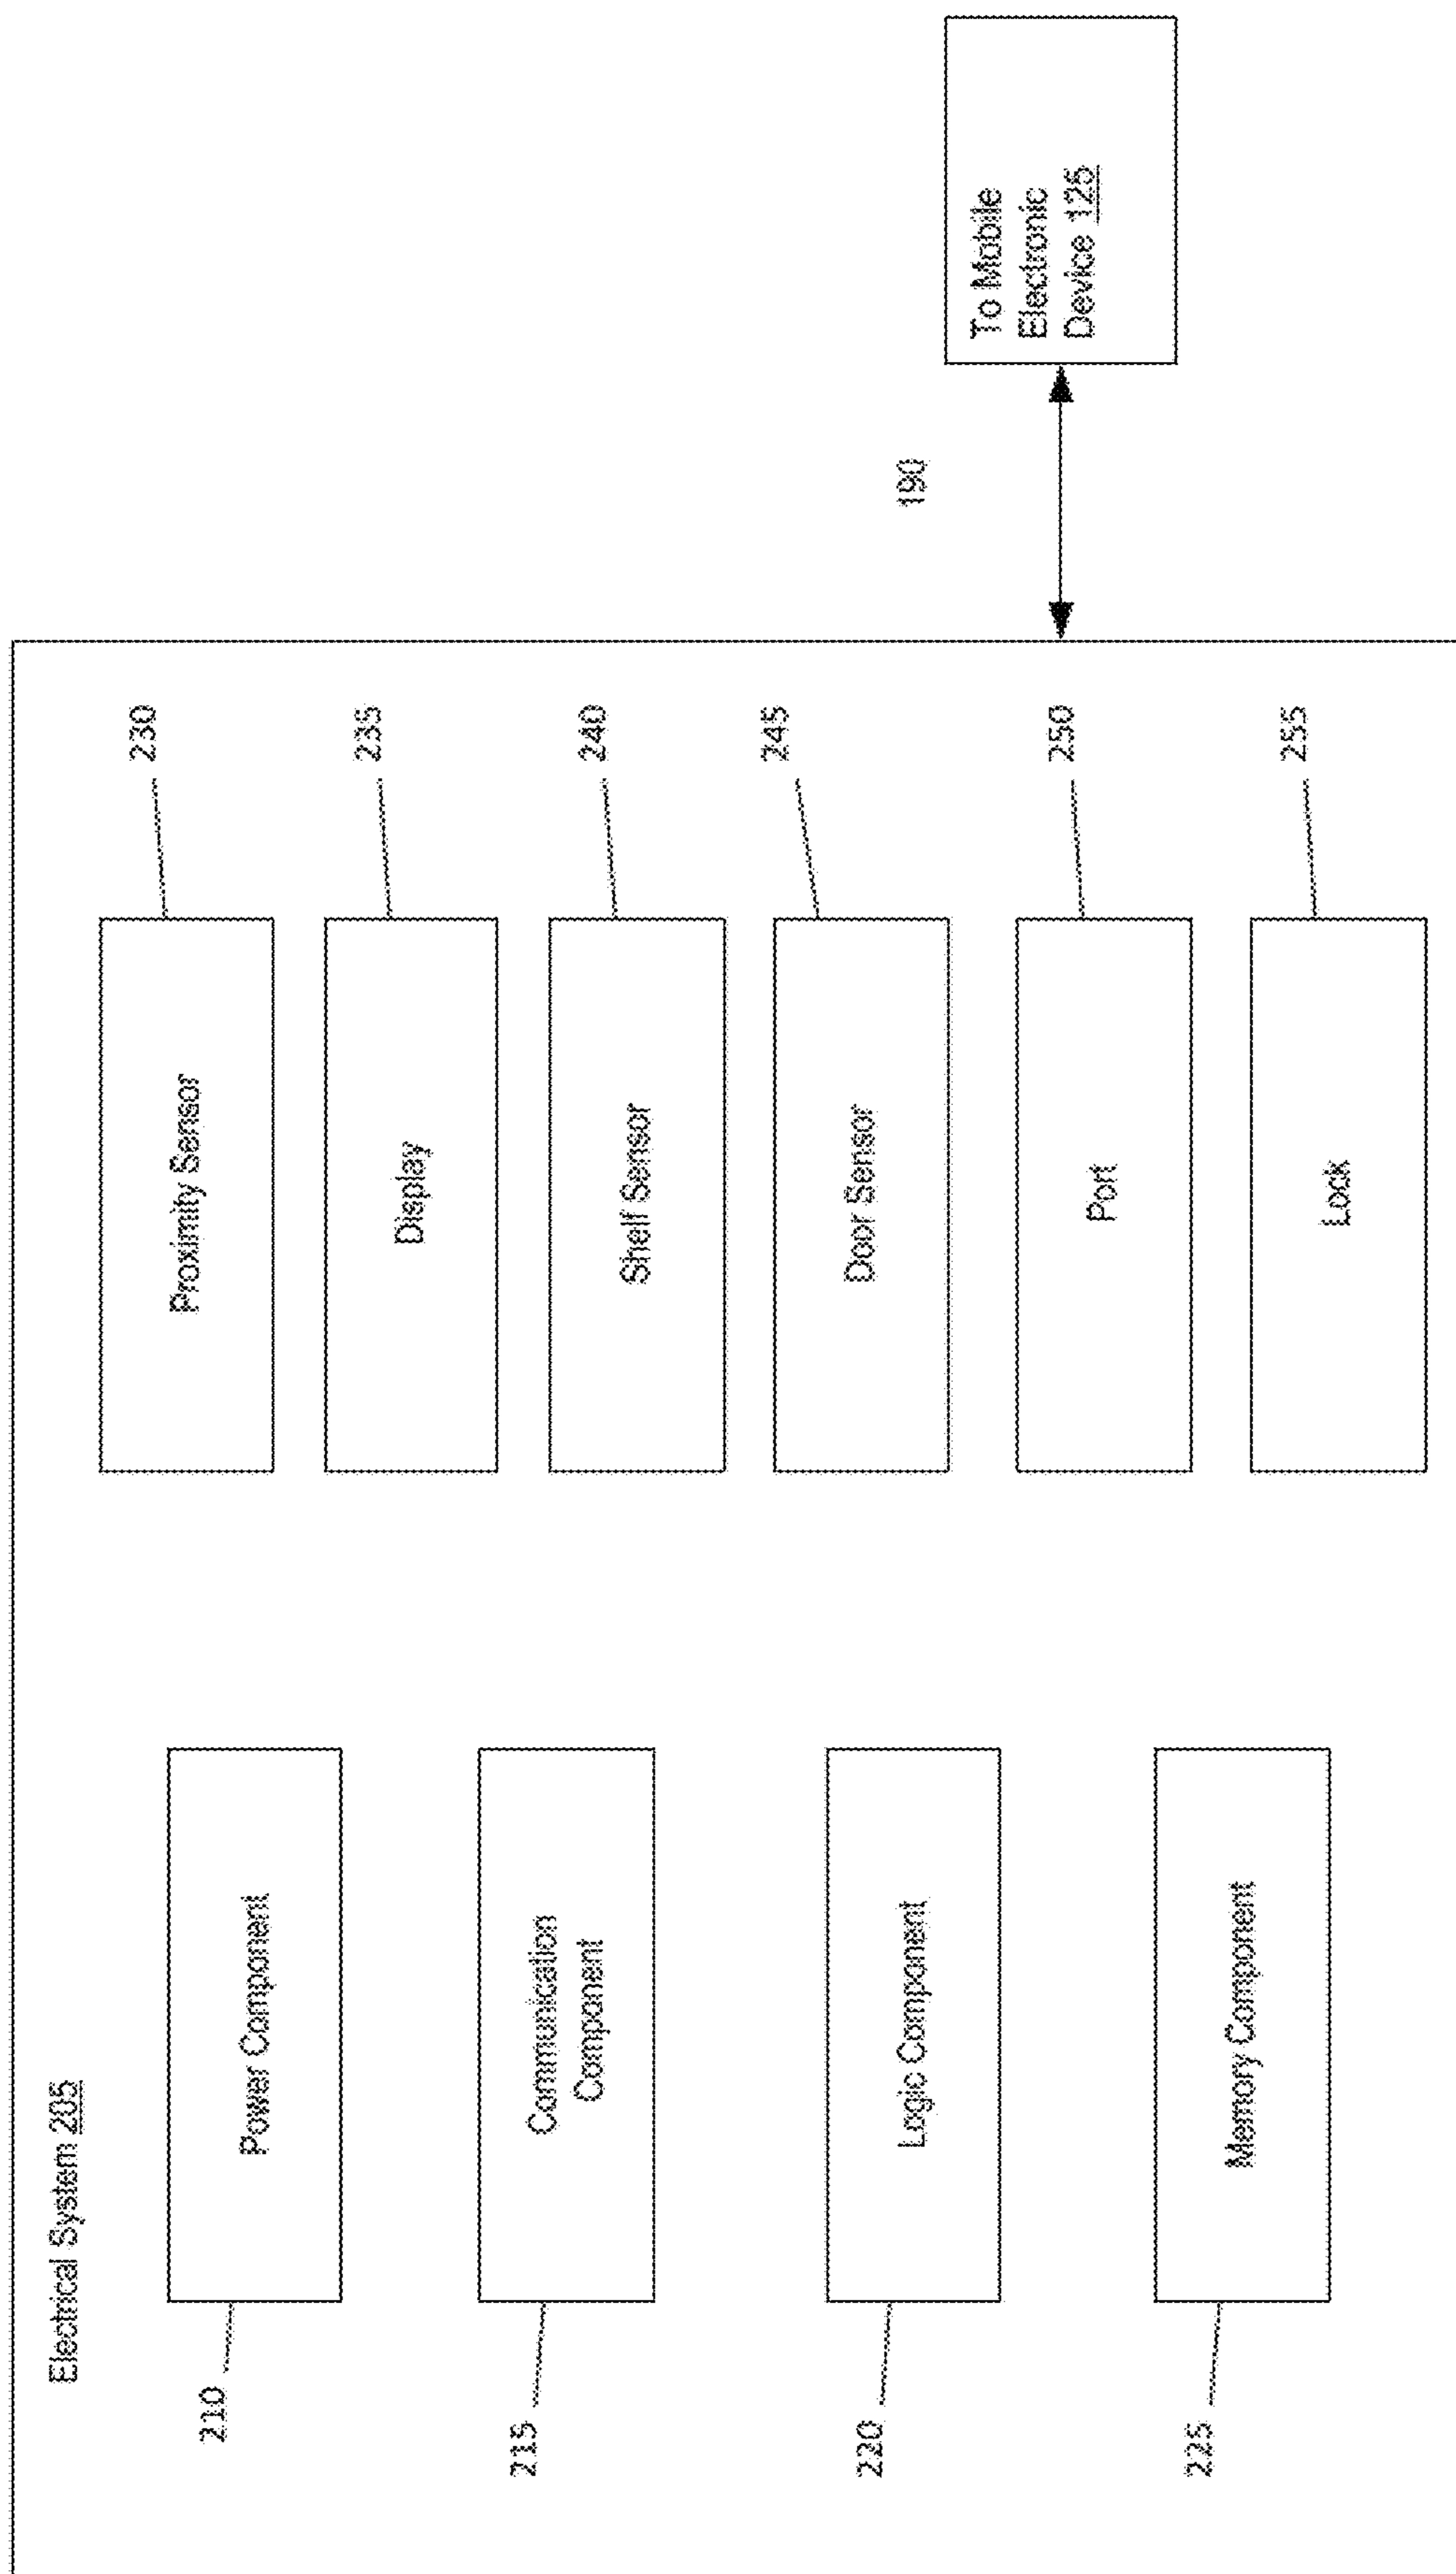 Electrical System 205
210
Power Component
215
Communication
Component
220
Logic Component
225
Memory Component
Proximity Sensor
230
Display
235
Shelf Sensor
240
Door Sensor
245
Port
250
Lock
255
190
To Mobile
Electronic
Device 125